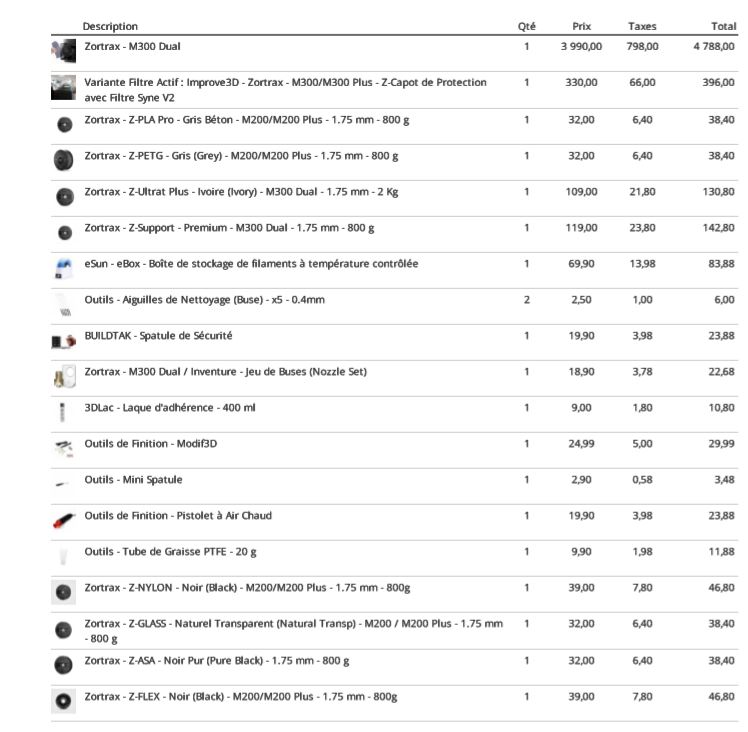 Description Qté Prix Taxes Total
Zortrax - M300 Dual 1 3 990,00 798,00 4 788,00
Variante Filtre Actif : Improve3D - Zortrax - M300/M300 Plus - Z-Capot de Protection 1 330,00 66,00 396,00
avec Filtre Syne V2
Zortrax - Z-PLA Pro - Gris Béton - M200/M200 Plus - 1.75 mm - 800 g 1 32,00 6,40 38,40
Zortrax - Z-PETG - Gris (Grey) - M200/M200 Plus - 1.75 mm - 800 g 1 32,00 6,40 38,40
Zortrax - Z-Ultrat Plus - Ivoire (Ivory) - M300 Dual - 1.75 mm - 2 Kg 1 109,00 21,80 130,80
Zortrax - Z-Support - Premium - M300 Dual - 1.75 mm - 800 g 1 119,00 23,80 142,80
eSun - eBox - Boîte de stockage de filaments à température contrôlée 1 69,90 13,98 83,88
Outils - Aiguilles de Nettoyage (Buse) - x5 - 0.4mm 2 2,50 1,00 6,00
BUILDTAK - Spatule de Sécurité 1 19,90 3,98 23,88
Zortrax - M300 Dual / Inventure - Jeu de Buses (Nozzle Set) 1 18,90 3,78 22,68
3DLac - Laque d'adhérence - 400 ml 1 9,00 1,80 10,80
Outils de Finition - Modif3D 1 24,99 5,00 29,99
Outils - Mini Spatule 1 2,90 0,58 3,48
Outils de Finition - Pistolet à Air Chaud 1 19,90 3,98 23,88
Outils - Tube de Graisse PTFE - 20 g 1 9,90 1,98 11,88
Zortrax - Z-NYLON - Noir (Black) - M200/M200 Plus - 1.75 mm - 800g 1 39,00 7,80 46,80
Zortrax - Z-GLASS - Naturel Transparent (Natural Transp) - M200 / M200 Plus - 1.75 mm 1 32,00 6,40 38,40
- 800 g
Zortrax - Z-ASA - Noir Pur (Pure Black) - 1.75 mm - 800 g 1 32,00 6,40 38,40
Zortrax - Z-FLEX - Noir (Black) - M200/M200 Plus - 1.75 mm - 800g 1 39,00 7,80 46,80